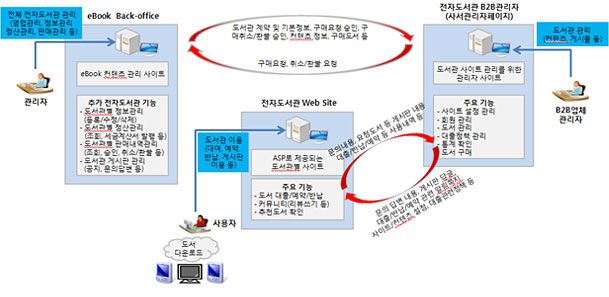 전체 전자도서관 관리
(영업관리, 정보관리
정산관리, 판매관리 등)
관리자
eBook Back-office
eBook 컨텐츠 관리 사이트
추가 전자도서관 기능
- 도서관별 정보관리
(등록/수정/삭제)
- 도서관별 정산관리
(조회, 세금계산서 발행 등)
- 도서관별 판매내역관리
(조회, 승인, 취소/환불 등)
- 도서관 게시판 관리
(공지, 문의답변 등)
도서관 계약 및 기본정보, 구매요청 승인, 구
매취소/환불 승인, 컨텐츠 정보, 구매도서 등
구매요청, 취소/환불 요청
전자도서관 B2B관리자
(사서관리자페이지)
도서관 사이트 관리를 위한
관리자 사이트
주요 기능
- 사이트 설정 관리
- 회원 관리
- 도서 관리
- 대출정책 관리
- 통계 확인
- 도서 구매
도서관 관리
(컨텐츠, 게시물 등)
B2B업체
관리자
전자도서관 Web Site
ASP로 제공되는
도서관별 사이트
주요 기능
- 도서 대출/예약/반납
- 커뮤니티(리뷰쓰기 등)
- 추천도서 확인
도서관 이용
(대여, 예약,
반납, 게시판
이용 등)
사용자
도서
다운로드
문의내용, 요청도서 등 게시판 내용
대출/반납/예약 등 사용내역 등
문의 답변 내용, 게시판 답글,
대출/반납/예약 관련 알림쪽지
사이트/컨텐츠 설정, 대출관련정책 등